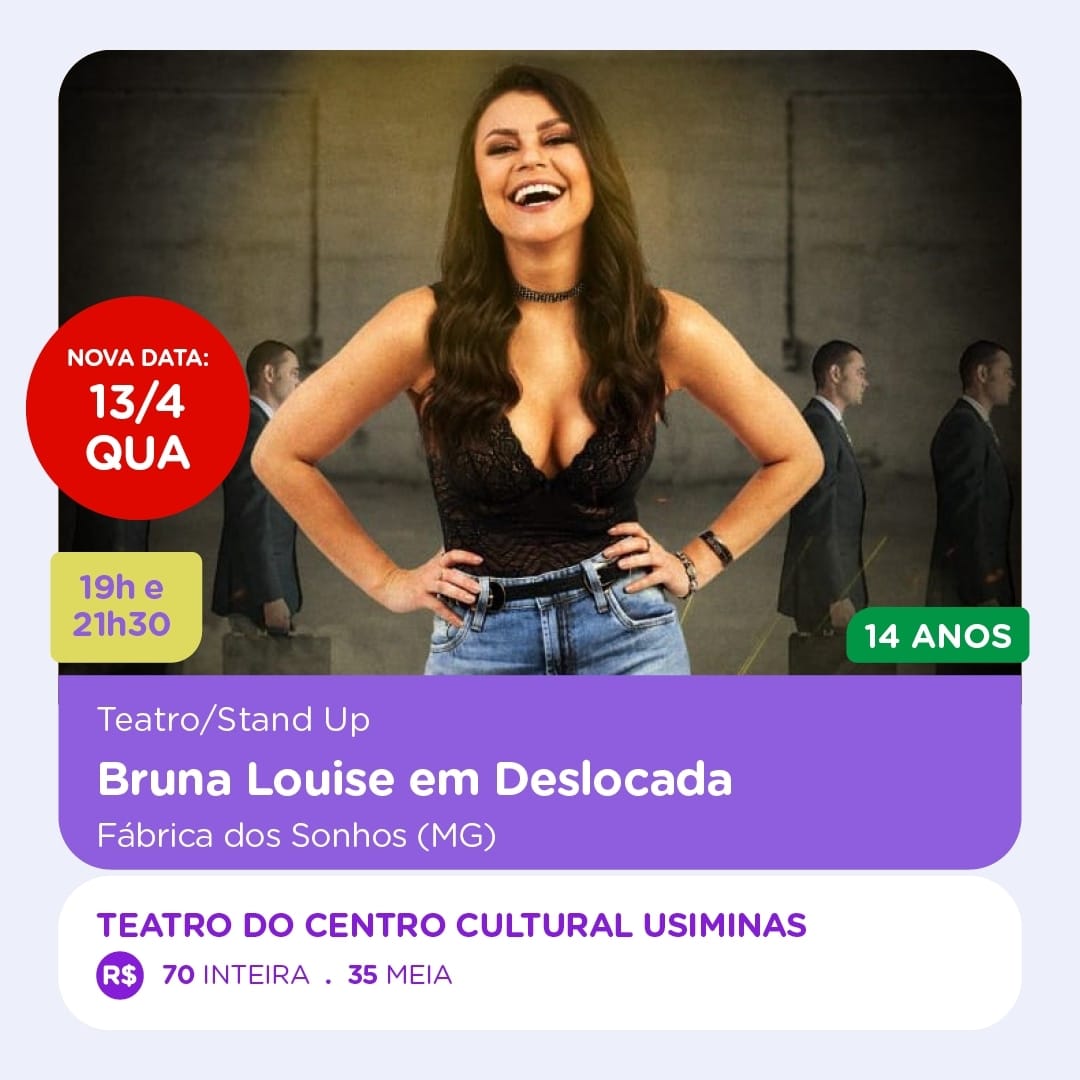 NOVA DATA:
13/4
QUA
19h e
21h30
14 ANOS
Teatro/Stand Up
Bruna Louise em Deslocada
Fábrica dos Sonhos (MG)
TEATRO DO CENTRO CULTURAL USIMINAS
R$ 70 INTEIRA . 35 MEIA